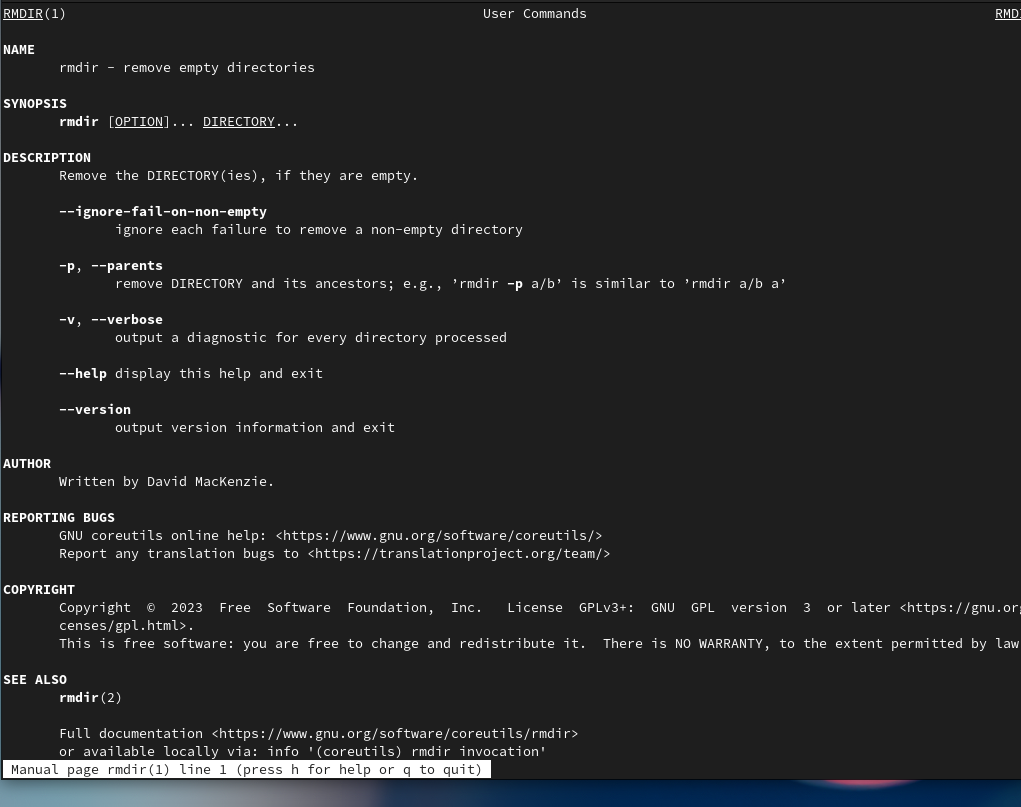 RMDIR(1) User Commands RMD
NAME
rmdir - remove empty directories
SYNOPSIS
rmdir [OPTION]... DIRECTORY...
DESCRIPTION
Remove the DIRECTORY(ies), if they are empty.
--ignore-fail-on-non-empty
ignore each failure to remove a non-empty directory
-p, --parents
remove DIRECTORY and its ancestors; e.g., ’rmdir -p a/b’ is similar to ’rmdir a/b a’
-v, --verbose
output a diagnostic for every directory processed
--help display this help and exit
--version
output version information and exit
AUTHOR
Written by David MacKenzie.
REPORTING BUGS
GNU coreutils online help: <https://www.gnu.org/software/coreutils/>
Report any translation bugs to <https://translationproject.org/team/>
COPYRIGHT
Copyright © 2023 Free Software Foundation, Inc. License GPLv3+: GNU GPL version 3 or later <https://gnu.or
censes/gpl.html>.
This is free software: you are free to change and redistribute it. There is NO WARRANTY, to the extent permitted by law
SEE ALSO
rmdir(2)
Full documentation <https://www.gnu.org/software/coreutils/rmdir>
or available locally via: info '(coreutils) rmdir invocation'
Manual page rmdir(1) line 1 (press h for help or q to quit)